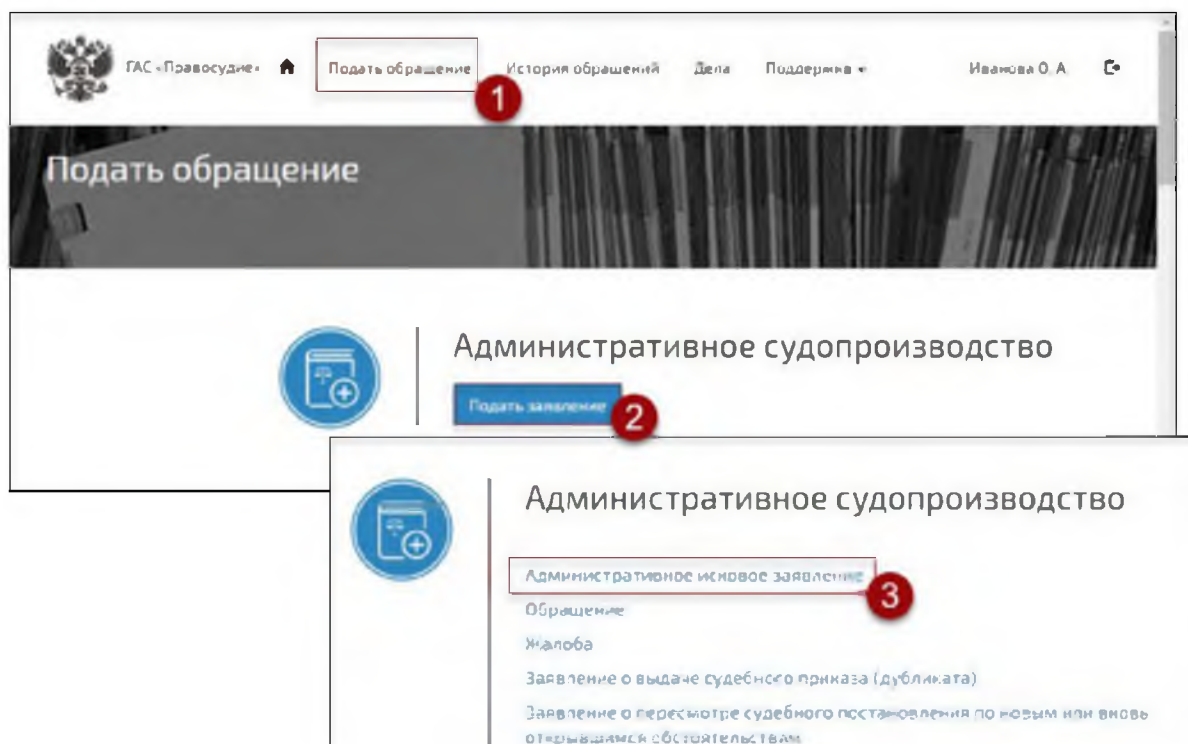 ГАС «Правосудие» Подать обращение История обращений Дела Поддержка Иванова О. А.
1
Подать обращение
Административное судопроизводство
Подать заявление
2
Административное судопроизводство
Административное исковое заявление
3
Обращение
Жалоба
Заявление о выдаче судебного приказа (дубликата)
Заявление о пересмотре судебного постановления по новым или вновь
открывшимся обстоятельствам